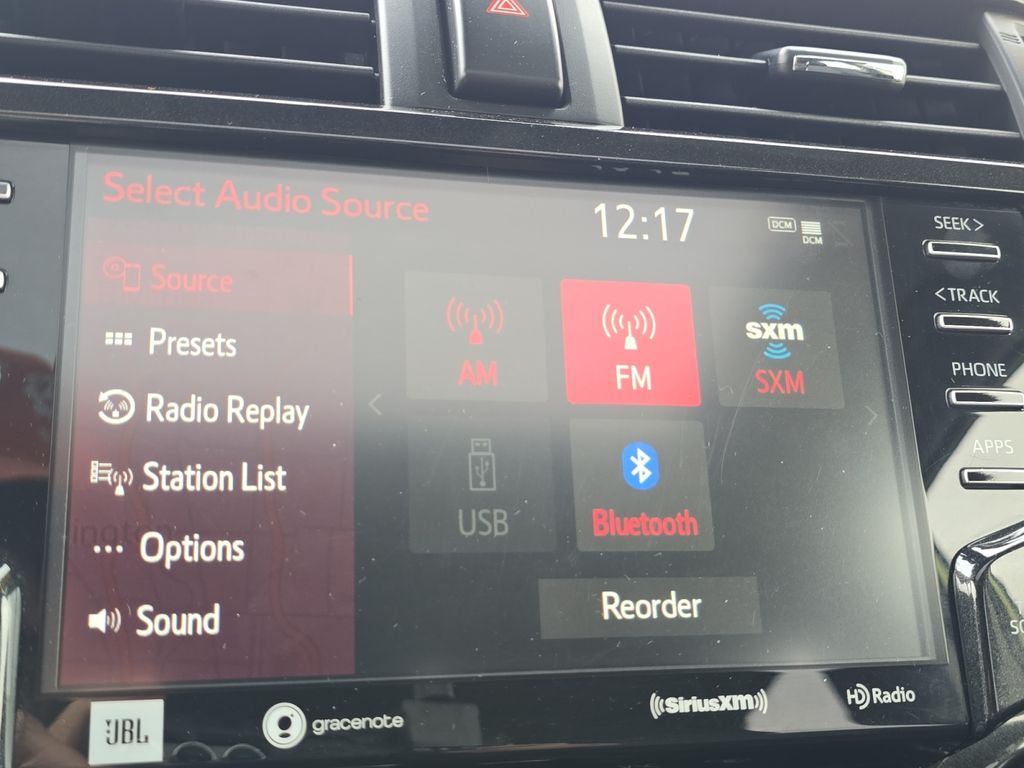 Select Audio Source
12:17
DCM
DCM
SEEK >
< TRACK
PHONE
APPS
Source
Presets
Radio Replay
Station List
Options
Sound
AM
FM
sxm
SXM
USB
Bluetooth
Reorder
JBL
gracenote
SiriusXM
HD Radio